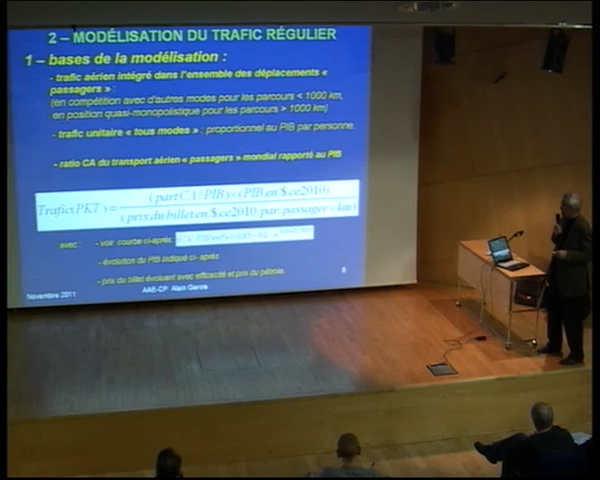 2 – MODÉLISATION DU TRAFIC RÉGULIER
1 – bases de la modélisation :
- trafic aérien intégré dans l'ensemble des déplacements «
passagers » :
(en compétition avec d'autres modes pour les parcours < 1000 km,
en position quasi-monopolistique pour les parcours > 1000 km)
- trafic unitaire « tous modes » : proportionnel au PIB par personne
- ratio CA du transport aérien « passagers » mondial rapporté au PIB
Trafic(PKT) = (part.CA/PIB)×(PIB.en.$.ce2010)
(prix.du.billet.en.$.ce2010.par.passager×km)
avec : - voir courbe ci-après:
- évolution du PIB indiqué ci- après
- prix du billet évoluant avec efficacité et prix du pétrole
8
Novembre 2011 AAE-CP Alain Garcia